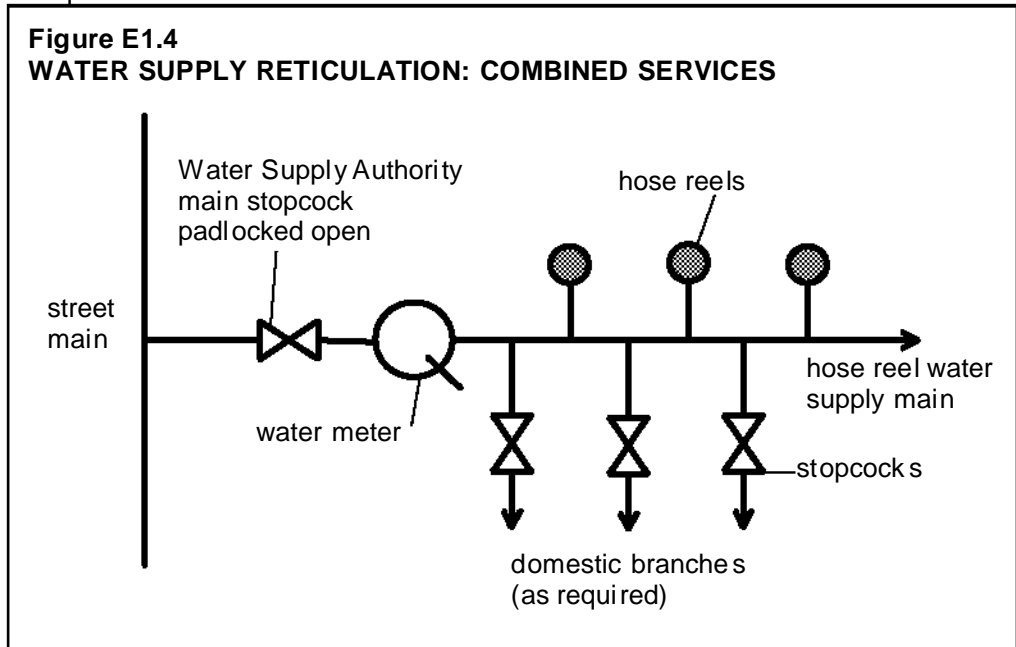 Figure E1.4
WATER SUPPLY RETICULATION: COMBINED SERVICES
Water Supply Authority
main stopcock
padlocked open
hose reels
street
main
hose reel water
supply main
water meter
stopcocks
domestic branches
(as required)